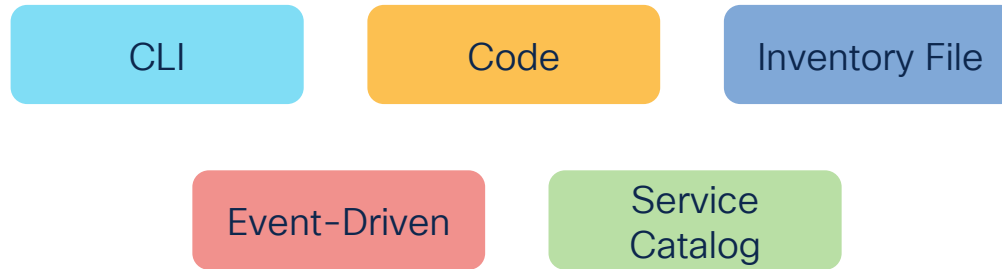 CLI
Code
Inventory File
Event-Driven
Service
Catalog